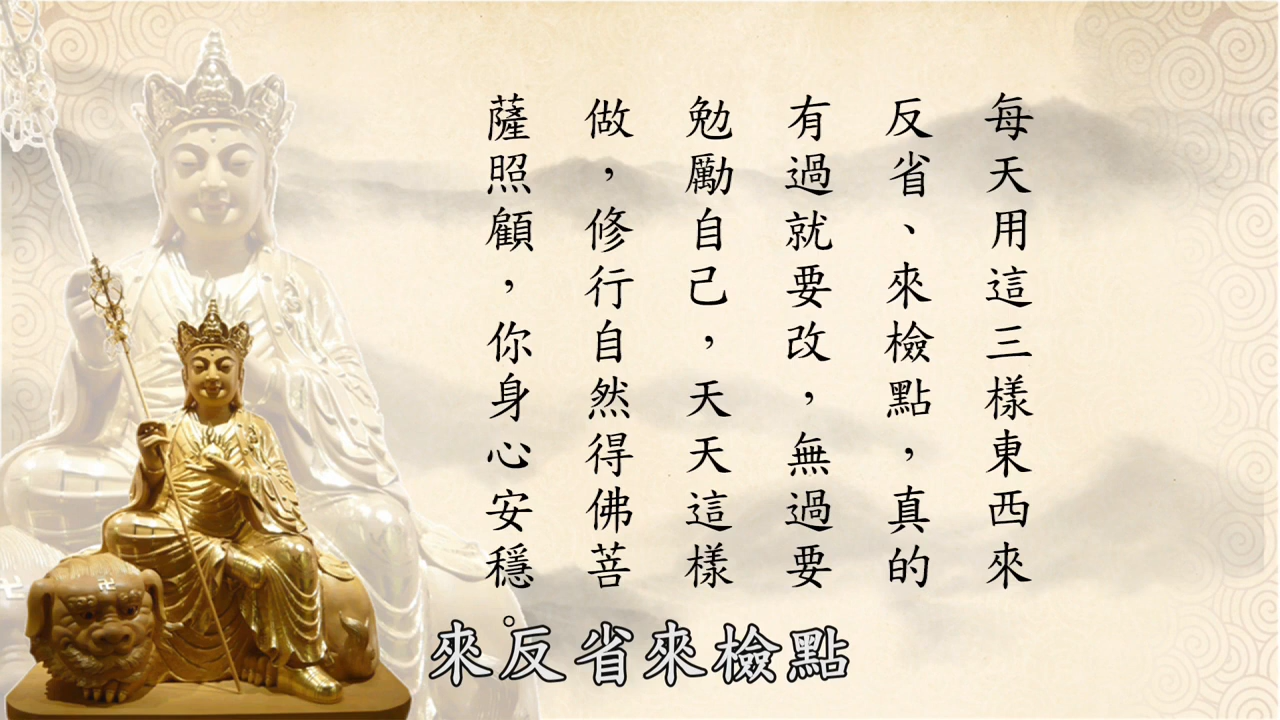 每天用這三樣東西來
反省、來檢點，真的
有過就要改，無過要
勉勵自己，天天這樣
做，修行自然得佛菩
薩照顧，你身心安穩。
來反省來檢點